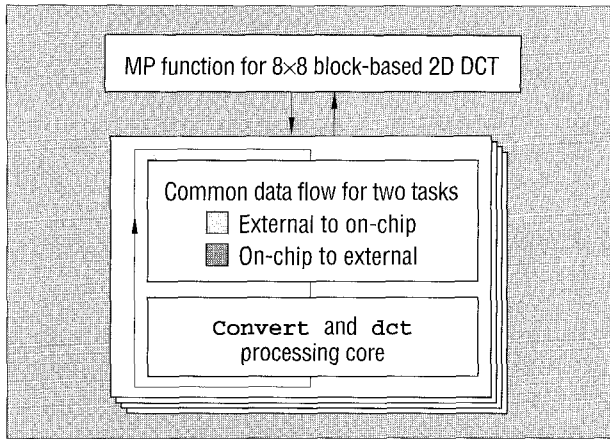 MP function for 8×8 block-based 2D DCT
Common data flow for two tasks
External to on-chip
On-chip to external
Convert and dct
processing core